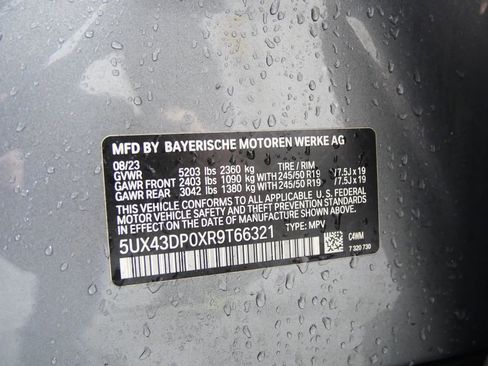 MFD BY BAYERISCHE MOTOREN WERKE AG
08/23 TIRE / RIM
GVWR 5203 lbs 2360 kg
GAWR FRONT 2403 lbs 1090 kg WITH 245/50 R19 /7.5J x 19
GAWR REAR 3042 lbs 1380 kg WITH 245/50 R19 /7.5J x 19
THIS VEHICLE CONFORMS TO ALL APPLICABLE U.S. FEDERAL
MOTOR VEHICLE SAFETY STANDARDS
IN EFFECT ON THE DATE OF MANUFACTURE SHOWN ABOVE.
5UX43DP0XR9T66321 TYPE: MPV
C4WM
7 320 730